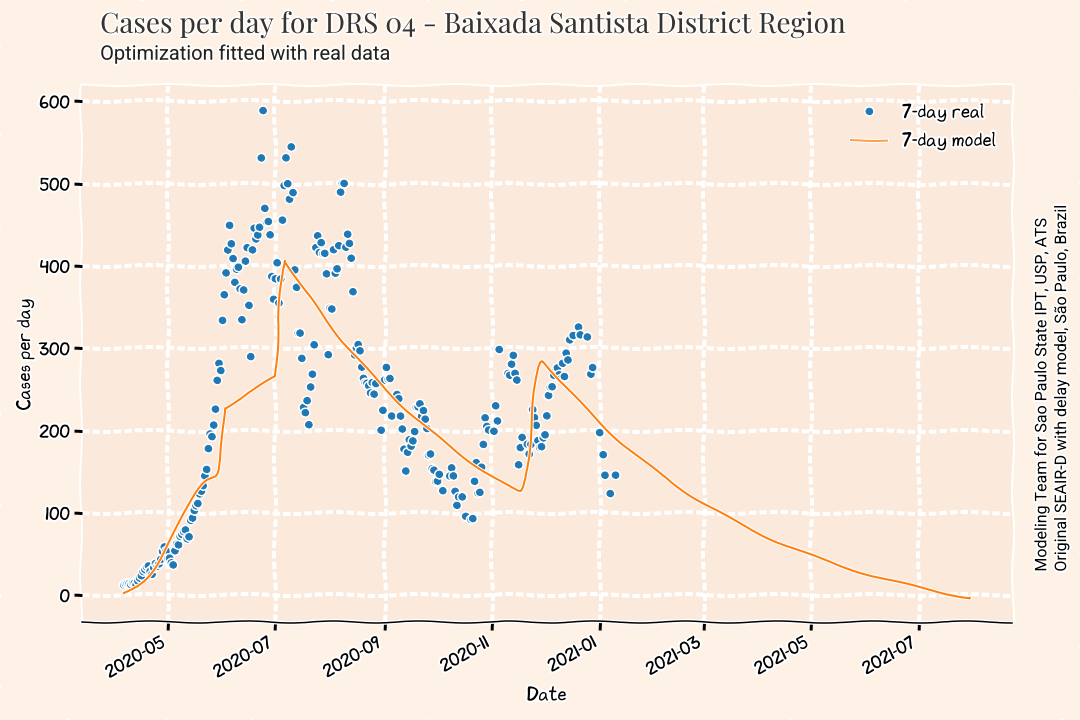 Cases per day for DRS 04 - Baixada Santista District Region
Optimization fitted with real data
7-day real
7-day model
600
500
400
300
200
100
0
Cases per day
2020-05
2020-07
2020-09
2020-11
2021-01
2021-03
2021-05
2021-07
Date
Modeling Team for Sao Paulo State IPT, USP, ATS
Original SEAIR-D with delay model, São Paulo, Brazil